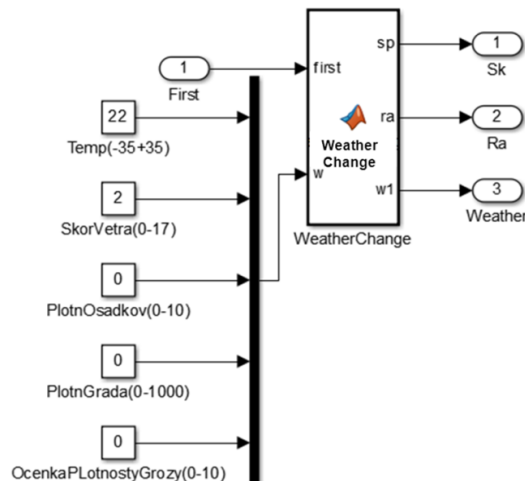 sp
1
Sk
1
first
First
22
Temp(-35+35)
ra
2
Ra
Weather
Change
2
SkorVetra(0-17)
w
w1
3
Weather
WeatherChange
0
PlotnOsadkov(0-10)
0
PlotnGrada(0-1000)
0
OcenkaPLotnostyGrozy(0-10)